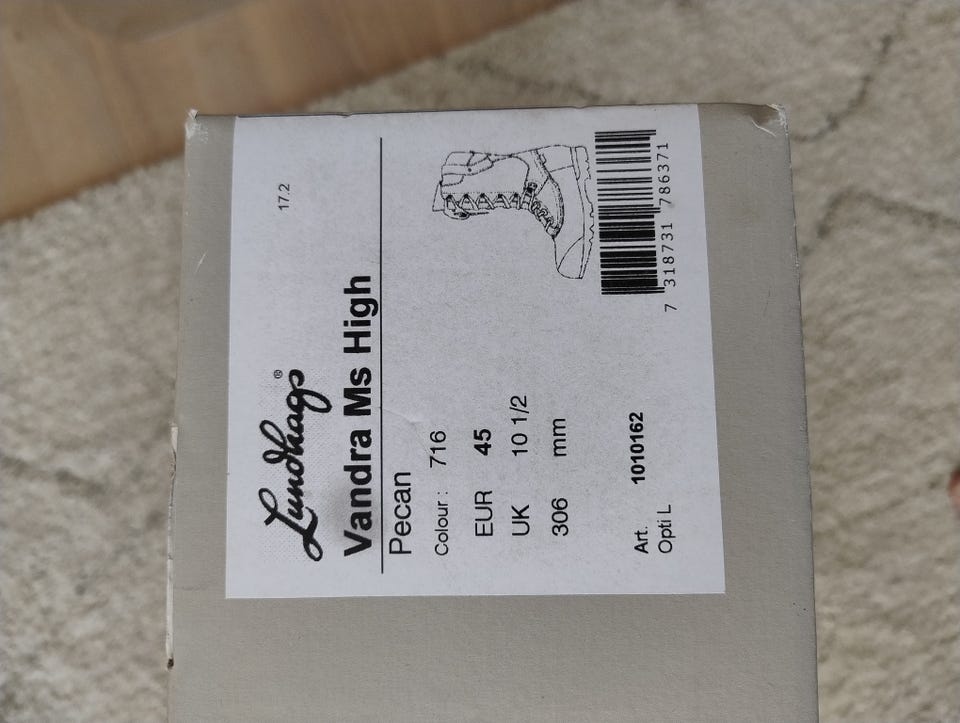 17.2
Lundhags®
Vandra Ms High
Pecan
Colour : 716
EUR 45
UK 10 1/2
306 mm
Art. 1010162
Opti L
7 318731 786371